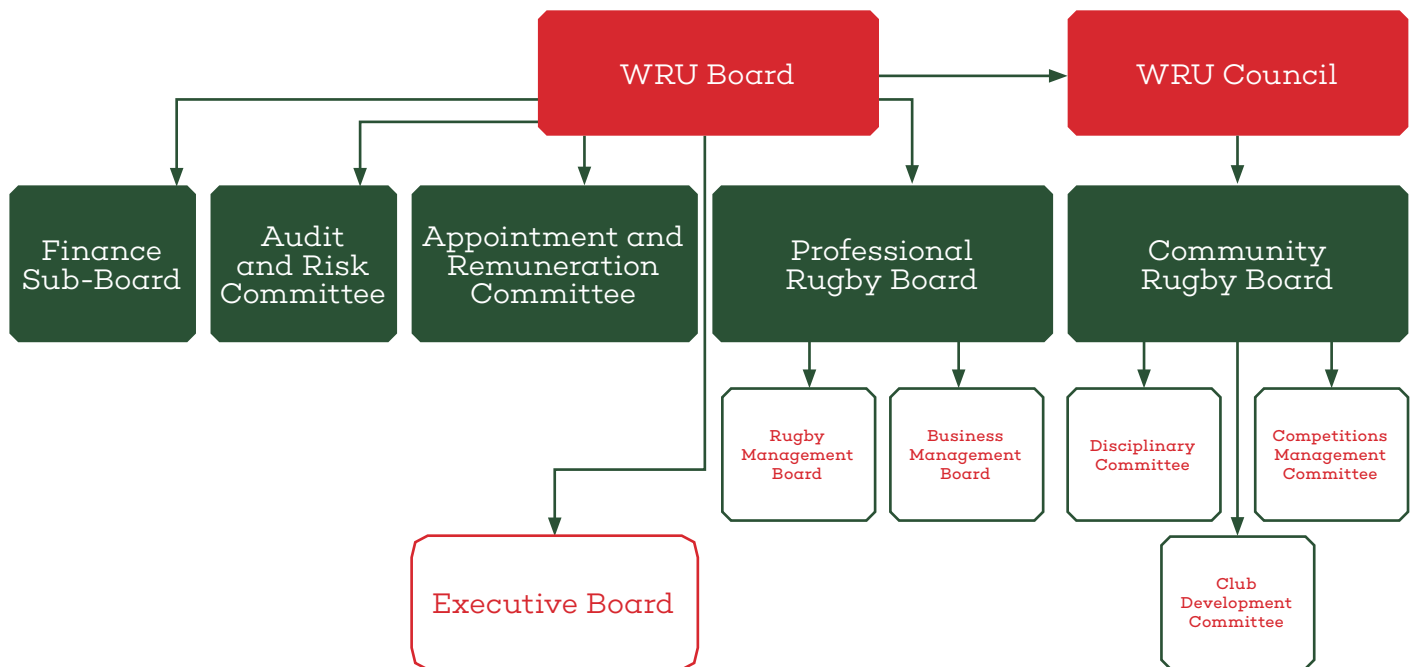 WRU Board
WRU Council
Finance
Sub-Board
Audit
and Risk
Committee
Appointment and
Remuneration
Committee
Professional
Rugby Board
Community
Rugby Board
Rugby
Management
Board
Business
Management
Board
Disciplinary
Committee
Competitions
Management
Committee
Executive Board
Club
Development
Committee